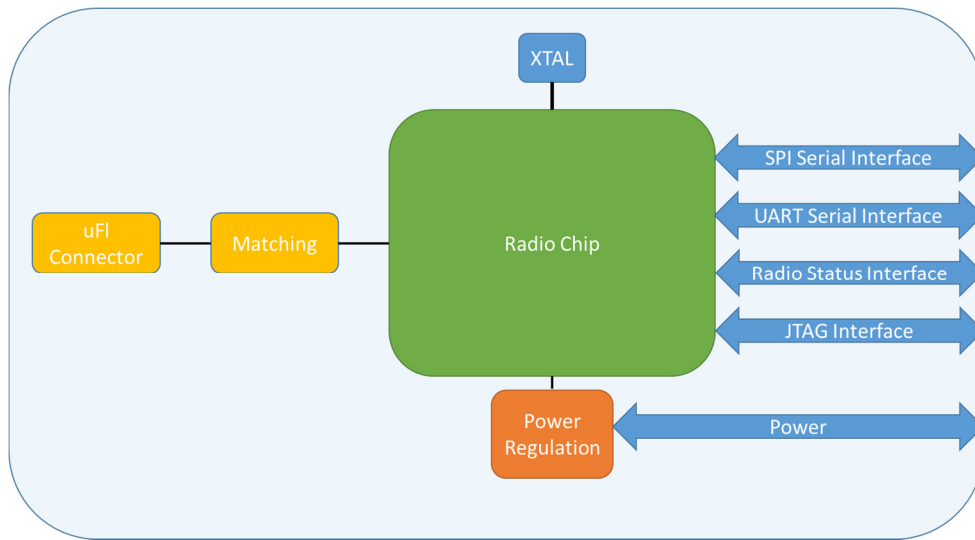 XTAL
SPI Serial Interface
UART Serial Interface
uFl
Connector
Matching
Radio Chip
Radio Status Interface
JTAG Interface
Power
Regulation
Power